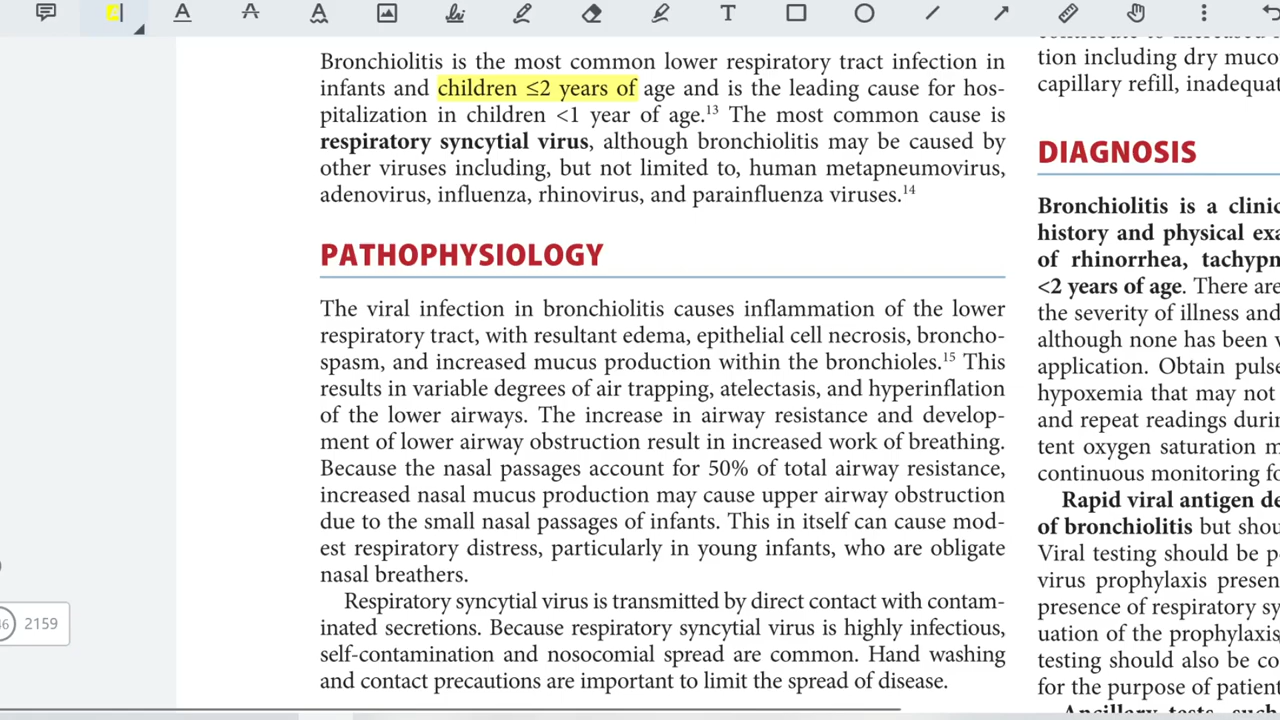 Bronchiolitis is the most common lower respiratory tract infection in
infants and children ≤2 years of age and is the leading cause for hos-
pitalization in children <1 year of age.13 The most common cause is
respiratory syncytial virus, although bronchiolitis may be caused by
other viruses including, but not limited to, human metapneumovirus,
adenovirus, influenza, rhinovirus, and parainfluenza viruses.14
PATHOPHYSIOLOGY
The viral infection in bronchiolitis causes inflammation of the lower
respiratory tract, with resultant edema, epithelial cell necrosis, broncho-
spasm, and increased mucus production within the bronchioles.15 This
results in variable degrees of air trapping, atelectasis, and hyperinflation
of the lower airways. The increase in airway resistance and develop-
ment of lower airway obstruction result in increased work of breathing.
Because the nasal passages account for 50% of total airway resistance,
increased nasal mucus production may cause upper airway obstruction
due to the small nasal passages of infants. This in itself can cause mod-
est respiratory distress, particularly in young infants, who are obligate
nasal breathers.
Respiratory syncytial virus is transmitted by direct contact with contam-
inated secretions. Because respiratory syncytial virus is highly infectious,
self-contamination and nosocomial spread are common. Hand washing
and contact precautions are important to limit the spread of disease.
tion including dry muco
capillary refill, inadequat
DIAGNOSIS
Bronchiolitis is a clinic
history and physical exa
of rhinorrhea, tachypn
<2 years of age. There are
the severity of illness and
although none has been v
application. Obtain pulse
hypoxemia that may not
and repeat readings durin
tent oxygen saturation m
continuous monitoring fo
Rapid viral antigen de
of bronchiolitis but shou
Viral testing should be p
virus prophylaxis presen
presence of respiratory sy
uation of the prophylaxis
testing should also be co
for the purpose of patient
Ancillary tests, such
46 2159